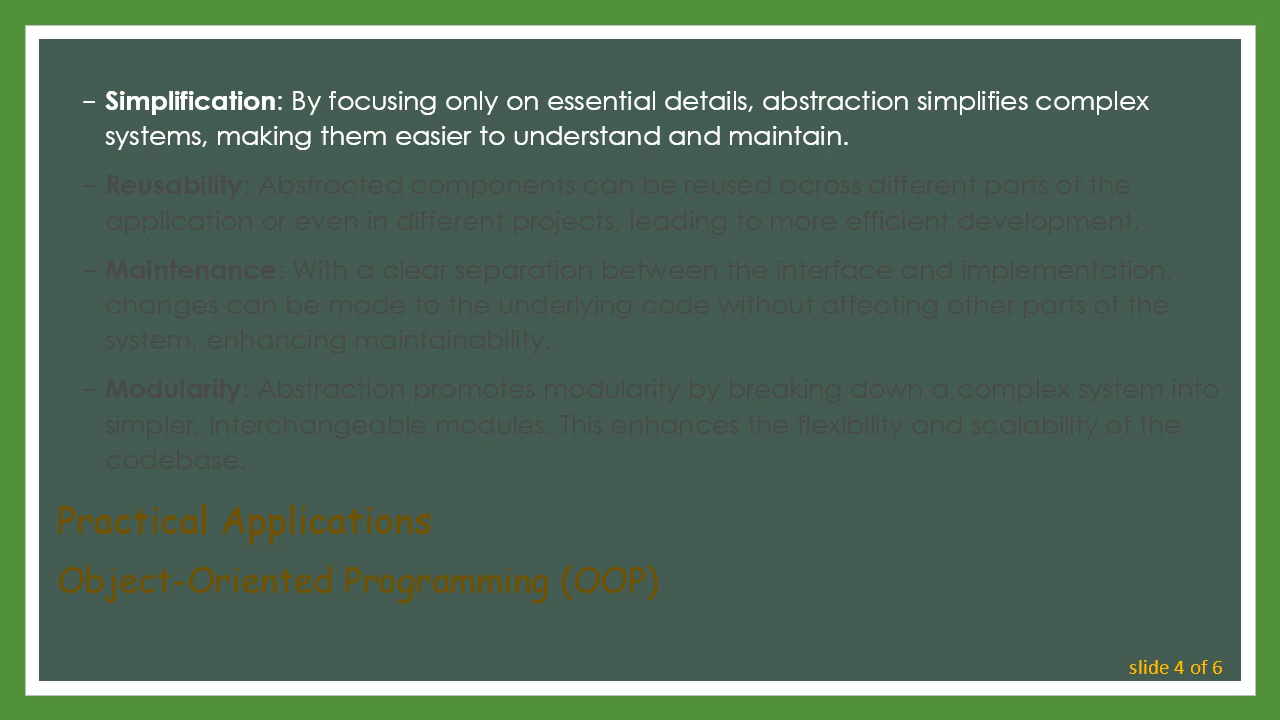 – Simplification: By focusing only on essential details, abstraction simplifies complex
systems, making them easier to understand and maintain.
– Reusability: Abstracted components can be reused across different parts of the
application or even in different projects, leading to more efficient development.
– Maintenance: With a clear separation between the interface and implementation,
changes can be made to the underlying code without affecting other parts of the
system, enhancing maintainability.
– Modularity: Abstraction promotes modularity by breaking down a complex system into
simpler, interchangeable modules. This enhances the flexibility and scalability of the
codebase.
Practical Applications
Object-Oriented Programming (OOP)
slide 4 of 6